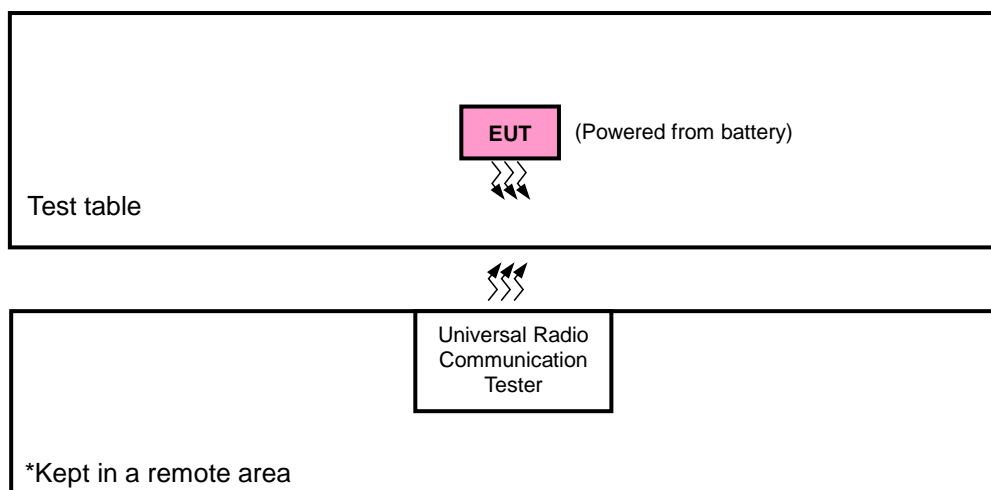 EUT
(Powered from battery)
Test table
Universal Radio
Communication
Tester
*Kept in a remote area